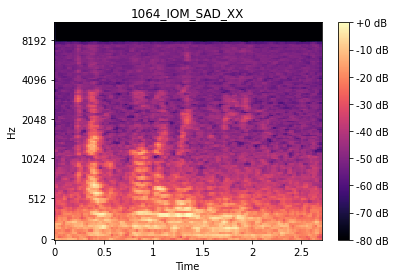 1064_IOM_SAD_XX
+0 dB
8192
-10 dB
4096
-20 dB
-30 dB
2048
Hz
-40 dB
1024
-50 dB
-60 dB
512
-70 dB
0
-80 dB
0
0.5
1
1.5
2
2.5
Time